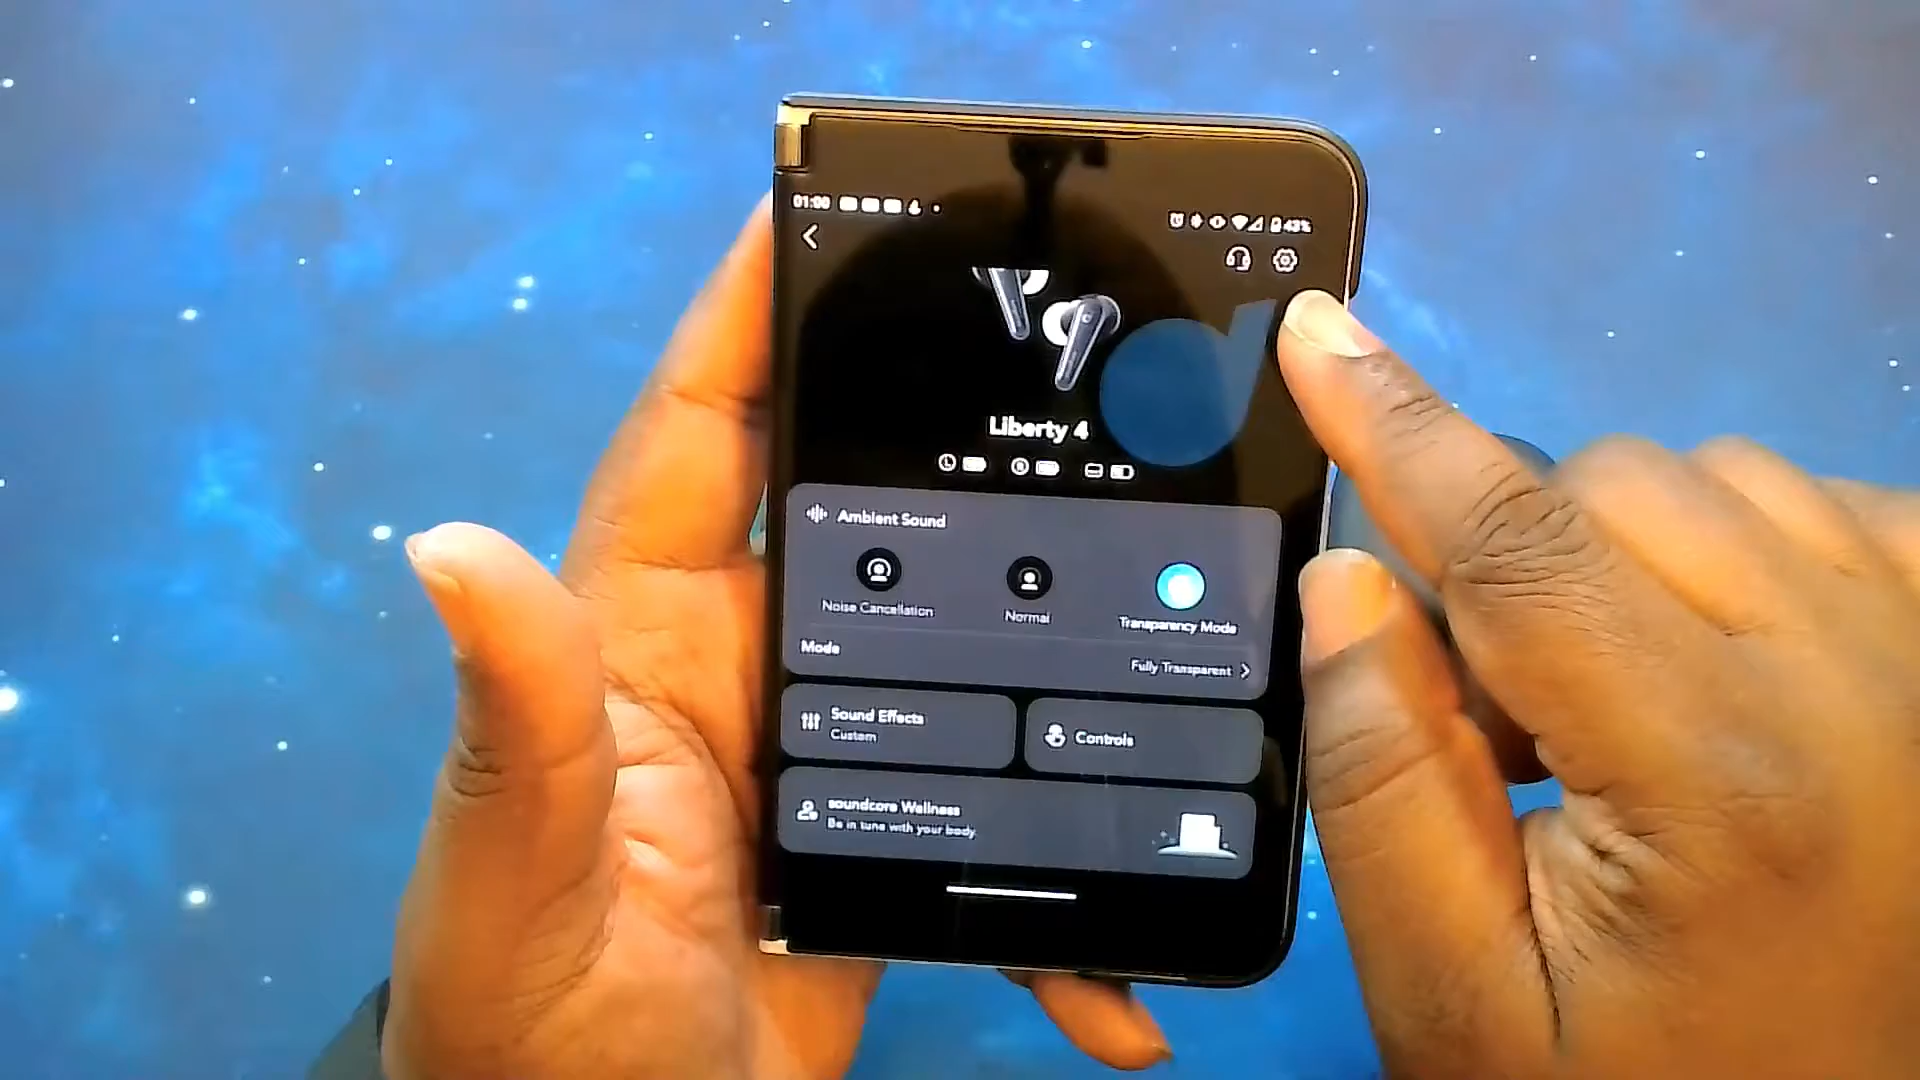 01:00
43%
Liberty 4
L
R
Ambient Sound
Noise Cancellation
Normal
Transparency Mode
Mode
Fully Transparent
Sound Effects
Custom
Controls
soundcore Wellness
Be in tune with your body.